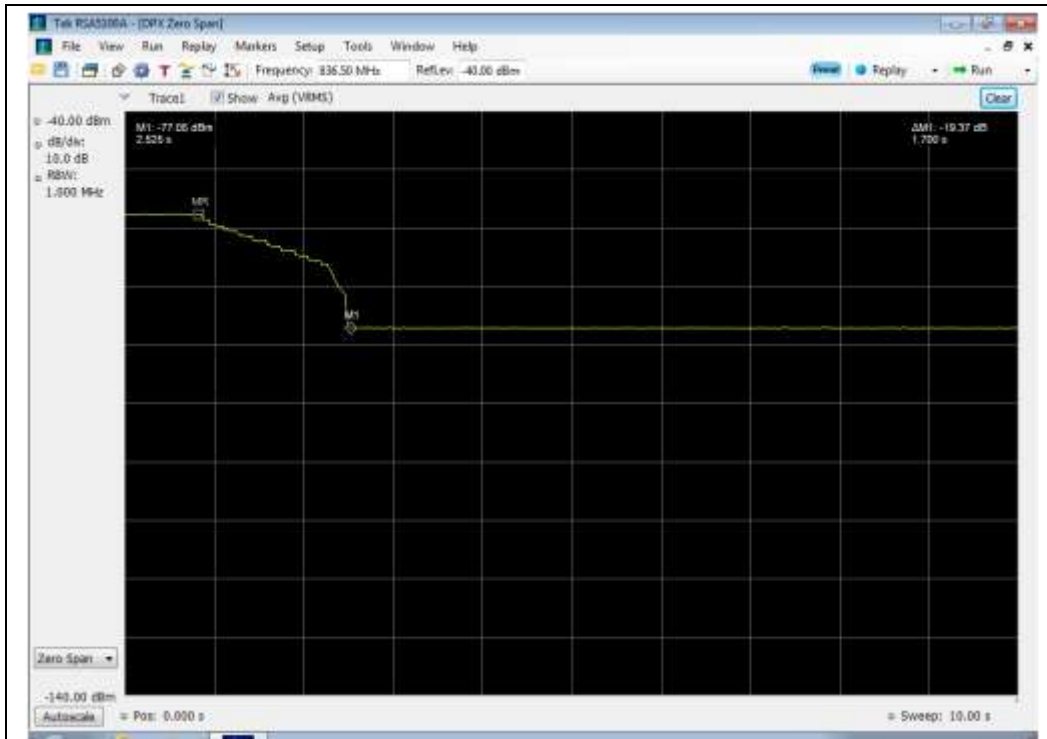 Tek RSA5100A - [DPX Zero Span]
File View Run Replay Markers Setup Tools Window Help
Frequency: 836.50 MHz RefLev: -40.00 dBm Preset Replay Run
Trace1 Show Avg (VRMS) Clear
-40.00 dBm
dB/div:
10.0 dB
RBW:
1.000 MHz
M1: -77.06 dBm
2.525 s
ΔM1: -19.37 dB
1.700 s
MR
M1
Zero Span
-140.00 dBm
Autoscale Pos: 0.000 s Sweep: 10.00 s